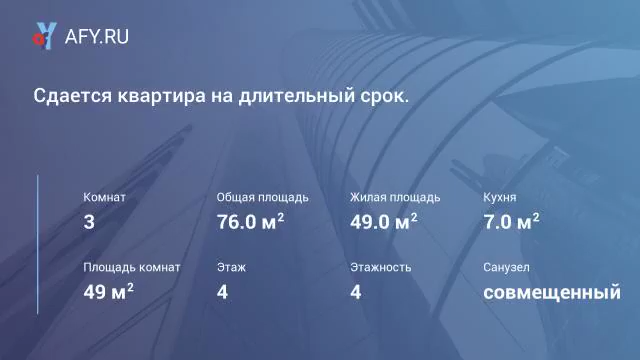 AFY.RU
Сдается квартира на длительный срок.
Комнат
3
Общая площадь
76.0 м²
Жилая площадь
49.0 м²
Кухня
7.0 м²
Площадь комнат
49 м²
Этаж
4
Этажность
4
Санузел
совмещенный